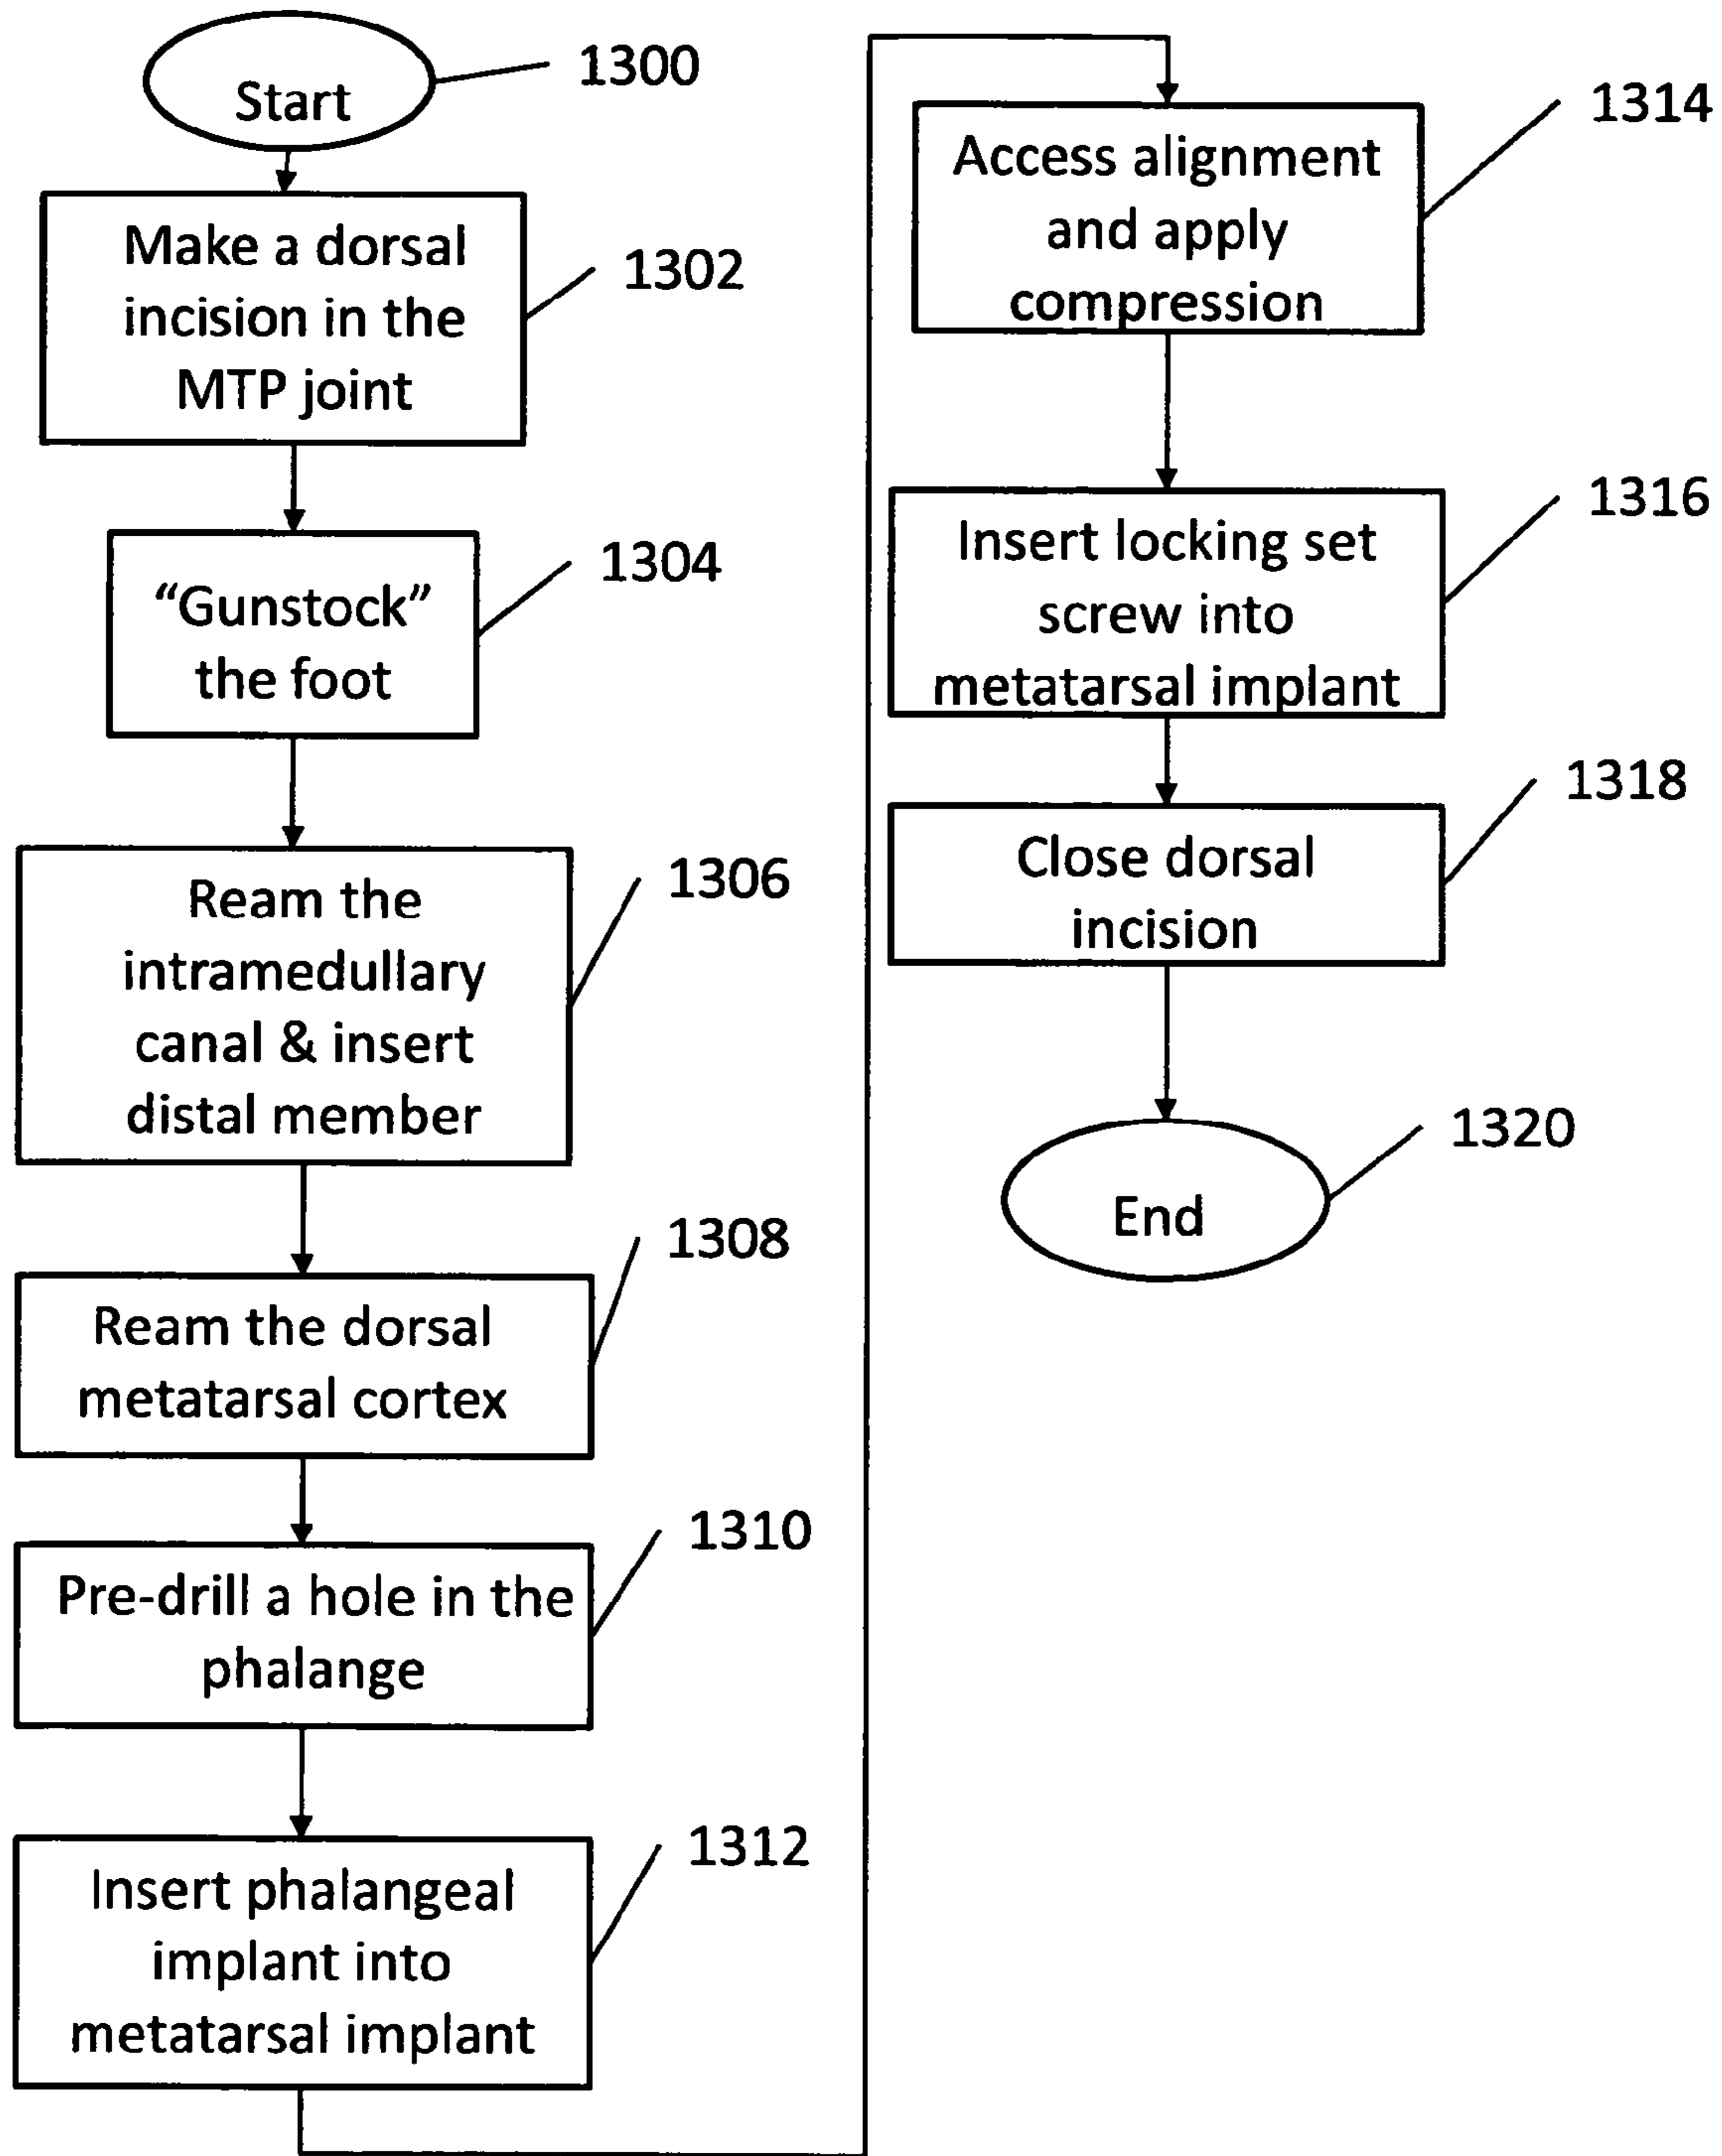 Start
1300
Make a dorsal
incision in the
MTP joint
1302
“Gunstock”
the foot
1304
Ream the
intramedullary
canal & insert
distal member
1306
Ream the dorsal
metatarsal cortex
1308
Pre-drill a hole in the
phalange
1310
Insert phalangeal
implant into
metatarsal implant
1312
Access alignment
and apply
compression
1314
Insert locking set
screw into
metatarsal implant
1316
Close dorsal
incision
1318
End
1320